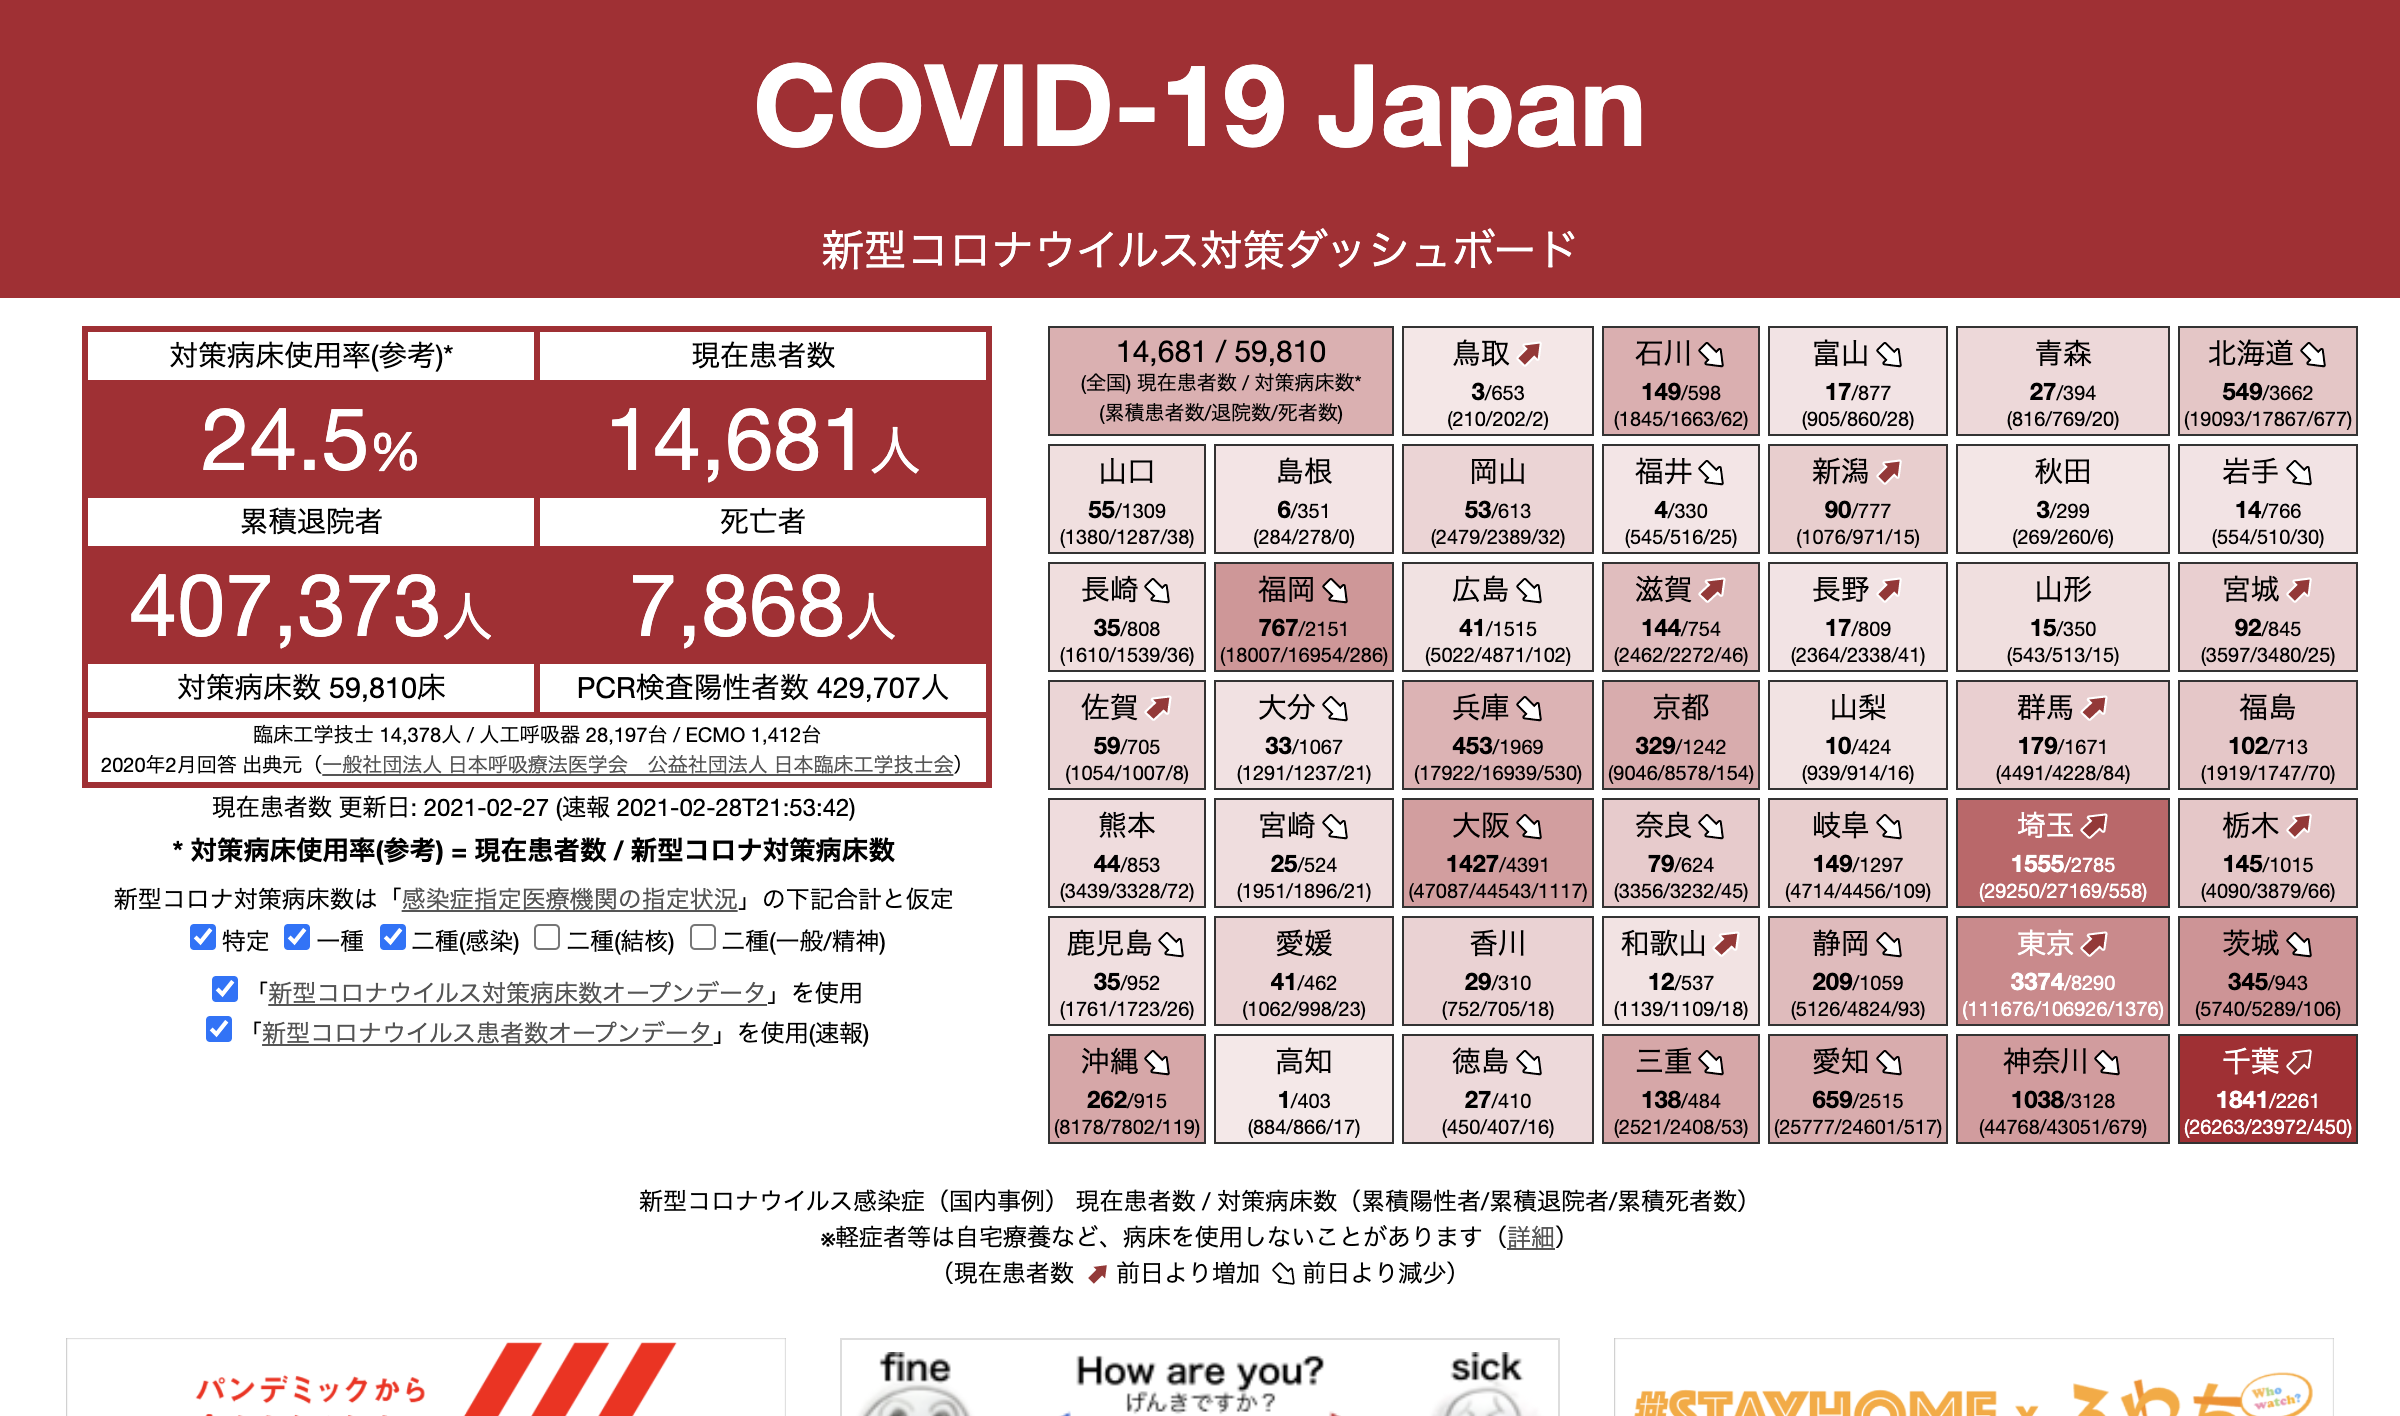 COVID-19 Japan
新型コロナウイルス対策ダッシュボード
対策病床使用率(参考)*
現在患者数
24.5%
14,681人
累積退院者
死亡者
407,373人
7,868人
対策病床数 59,810床
PCR検査陽性者数 429,707人
臨床工学技士 14,378人 / 人工呼吸器 28,197台 / ECMO 1,412台
2020年2月回答 出典元（一般社団法人 日本呼吸療法医学会　公益社団法人 日本臨床工学技士会）
現在患者数 更新日: 2021-02-27 (速報 2021-02-28T21:53:42)
* 対策病床使用率(参考) = 現在患者数 / 新型コロナ対策病床数
新型コロナ対策病床数は「感染症指定医療機関の指定状況」の下記合計と仮定
特定 一種 二種(感染) 二種(結核) 二種(一般/精神)
「新型コロナウイルス対策病床数オープンデータ」を使用
「新型コロナウイルス患者数オープンデータ」を使用(速報)
14,681 / 59,810
(全国) 現在患者数 / 対策病床数*
(累積患者数/退院数/死者数)
鳥取
3/653
(210/202/2)
石川
149/598
(1845/1663/62)
富山
17/877
(905/860/28)
青森
27/394
(816/769/20)
北海道
549/3662
(19093/17867/677)
山口
55/1309
(1380/1287/38)
島根
6/351
(284/278/0)
岡山
53/613
(2479/2389/32)
福井
4/330
(545/516/25)
新潟
90/777
(1076/971/15)
秋田
3/299
(269/260/6)
岩手
14/766
(554/510/30)
長崎
35/808
(1610/1539/36)
福岡
767/2151
(18007/16954/286)
広島
41/1515
(5022/4871/102)
滋賀
144/754
(2462/2272/46)
長野
17/809
(2364/2338/41)
山形
15/350
(543/513/15)
宮城
92/845
(3597/3480/25)
佐賀
59/705
(1054/1007/8)
大分
33/1067
(1291/1237/21)
兵庫
453/1969
(17922/16939/530)
京都
329/1242
(9046/8578/154)
山梨
10/424
(939/914/16)
群馬
179/1671
(4491/4228/84)
福島
102/713
(1919/1747/70)
熊本
44/853
(3439/3328/72)
宮崎
25/524
(1951/1896/21)
大阪
1427/4391
(47087/44543/1117)
奈良
79/624
(3356/3232/45)
岐阜
149/1297
(4714/4456/109)
埼玉
1555/2785
(29250/27169/558)
栃木
145/1015
(4090/3879/66)
鹿児島
35/952
(1761/1723/26)
愛媛
41/462
(1062/998/23)
香川
29/310
(752/705/18)
和歌山
12/537
(1139/1109/18)
静岡
209/1059
(5126/4824/93)
東京
3374/8290
(111676/106926/1376)
茨城
345/943
(5740/5289/106)
沖縄
262/915
(8178/7802/119)
高知
1/403
(884/866/17)
徳島
27/410
(450/407/16)
三重
138/484
(2521/2408/53)
愛知
659/2515
(25777/24601/517)
神奈川
1038/3128
(44768/43051/679)
千葉
1841/2261
(26263/23972/450)
新型コロナウイルス感染症（国内事例） 現在患者数 / 対策病床数（累積陽性者/累積退院者/累積死者数）
※軽症者等は自宅療養など、病床を使用しないことがあります（詳細）
（現在患者数 前日より増加 前日より減少）
パンデミックから
fine
How are you?
げんきですか？
sick
#STAYHOME x ふわっち
Who watch?